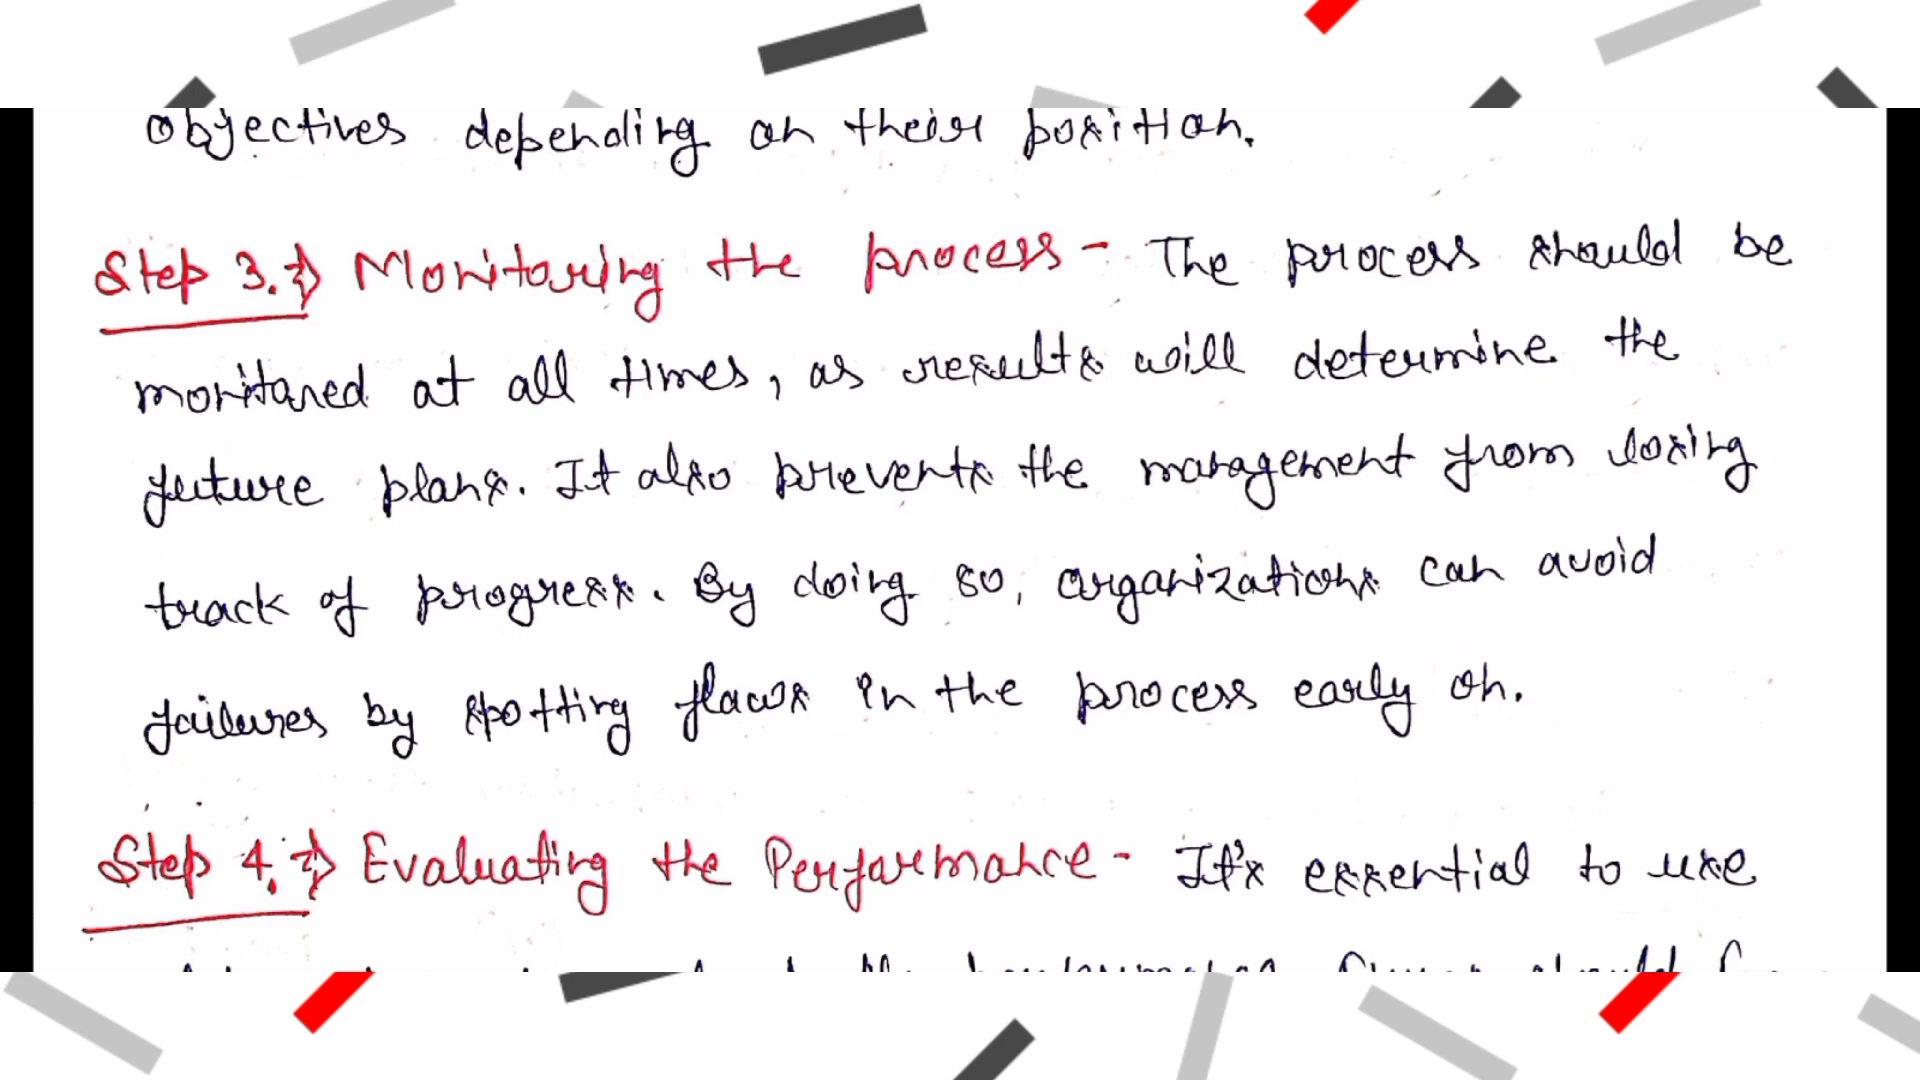 objectives depending on their position.
Step 3.⇒ Monitoring the process - The process should be
monitored at all times, as results will determine the
future plans. It also prevents the management from losing
track of progress. By doing so, organizations can avoid
failures by spotting flaws in the process early on.
Step 4.⇒ Evaluating the Performance - It's essential to use